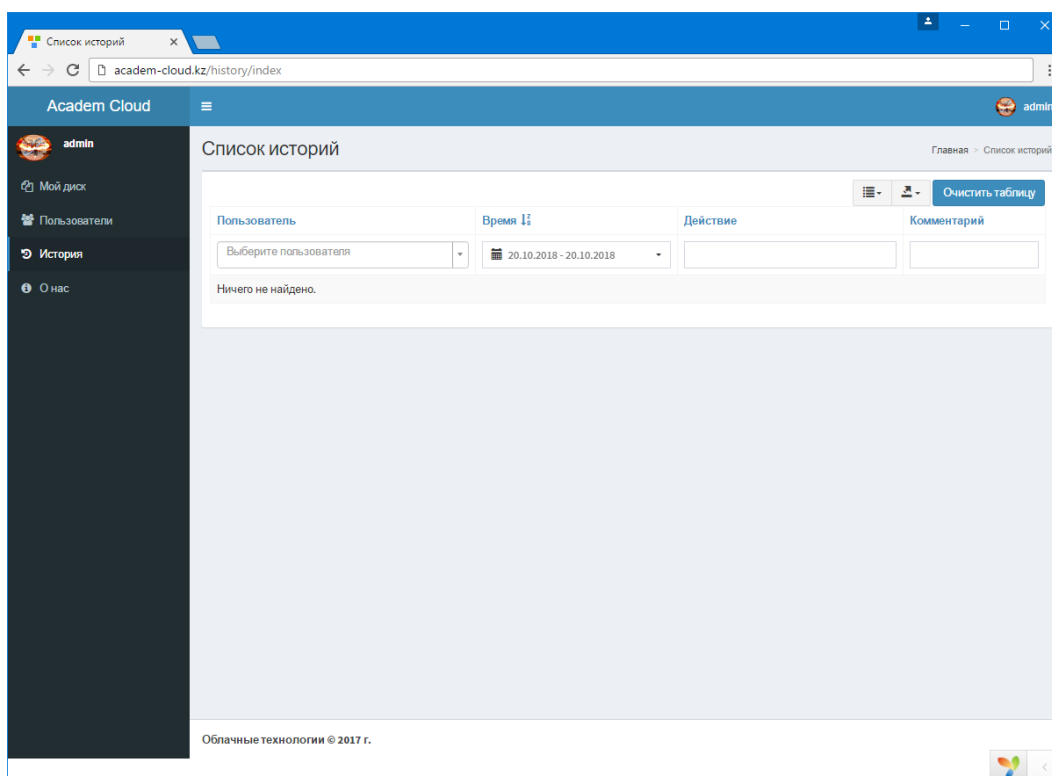 Список историй
academ-cloud.kz/history/index
Academ Cloud
admin
admin
Список историй
Главная > Список историй
Мой диск
Пользователи
История
О нас
Очистить таблицу
Пользователь Время Действие Комментарий
Выберите пользователя 20.10.2018 - 20.10.2018
Ничего не найдено.
Облачные технологии © 2017 г.